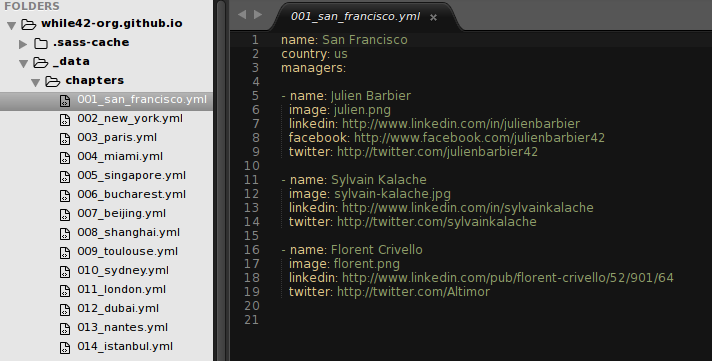 FOLDERS
while42-org.github.io
.sass-cache
_data
chapters
001_san_francisco.yml
002_new_york.yml
003_paris.yml
004_miami.yml
005_singapore.yml
006_bucharest.yml
007_beijing.yml
008_shanghai.yml
009_toulouse.yml
010_sydney.yml
011_london.yml
012_dubai.yml
013_nantes.yml
014_istanbul.yml
001_san_francisco.yml ×
1 name: San Francisco
2 country: us
3 managers:
4
5 - name: Julien Barbier
6 image: julien.png
7 linkedin: http://www.linkedin.com/in/julienbarbier
8 facebook: http://www.facebook.com/julienbarbier42
9 twitter: http://twitter.com/julienbarbier42
10
11 - name: Sylvain Kalache
12 image: sylvain-kalache.jpg
13 linkedin: http://www.linkedin.com/in/sylvainkalache
14 twitter: http://twitter.com/sylvainkalache
15
16 - name: Florent Crivello
17 image: florent.png
18 linkedin: http://www.linkedin.com/pub/florent-crivello/52/901/64
19 twitter: http://twitter.com/Altimor
20
21